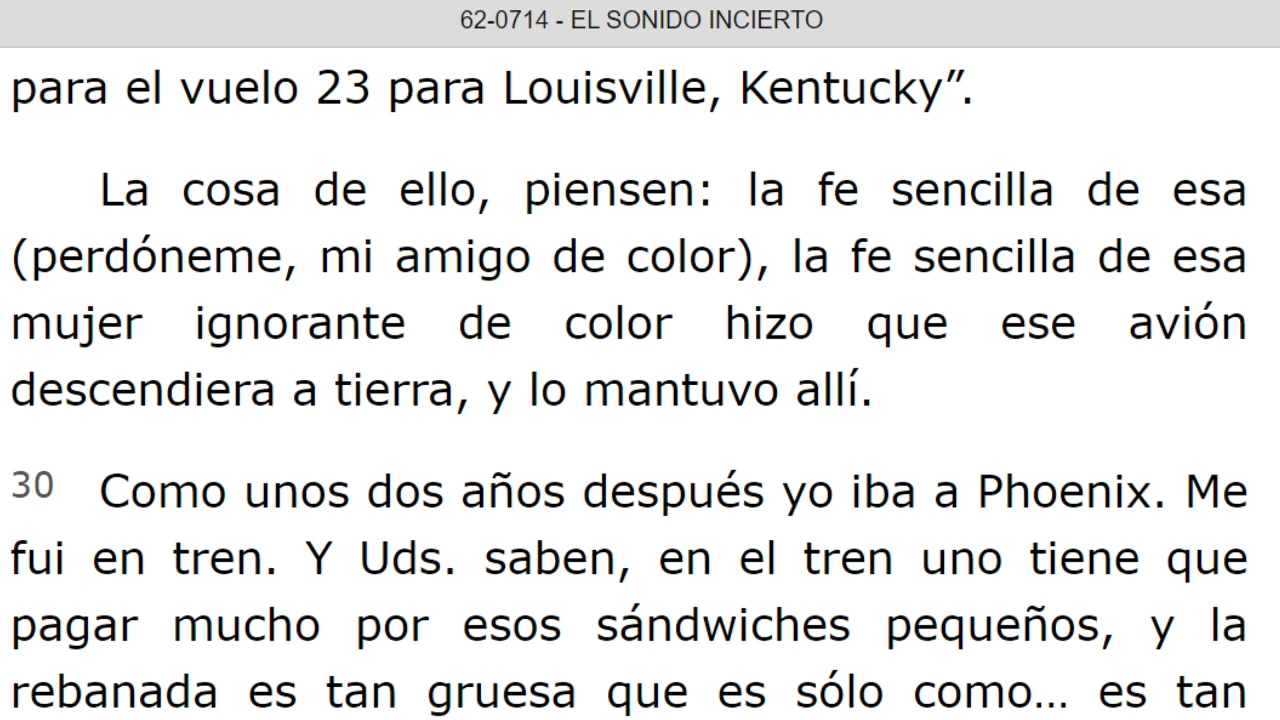 62-0714 - EL SONIDO INCIERTO
para el vuelo 23 para Louisville, Kentucky”.
La cosa de ello, piensen: la fe sencilla de esa
(perdóneme, mi amigo de color), la fe sencilla de esa
mujer ignorante de color hizo que ese avión
descendiera a tierra, y lo mantuvo allí.
30 Como unos dos años después yo iba a Phoenix. Me
fui en tren. Y Uds. saben, en el tren uno tiene que
pagar mucho por esos sándwiches pequeños, y la
rebanada es tan gruesa que es sólo como… es tan